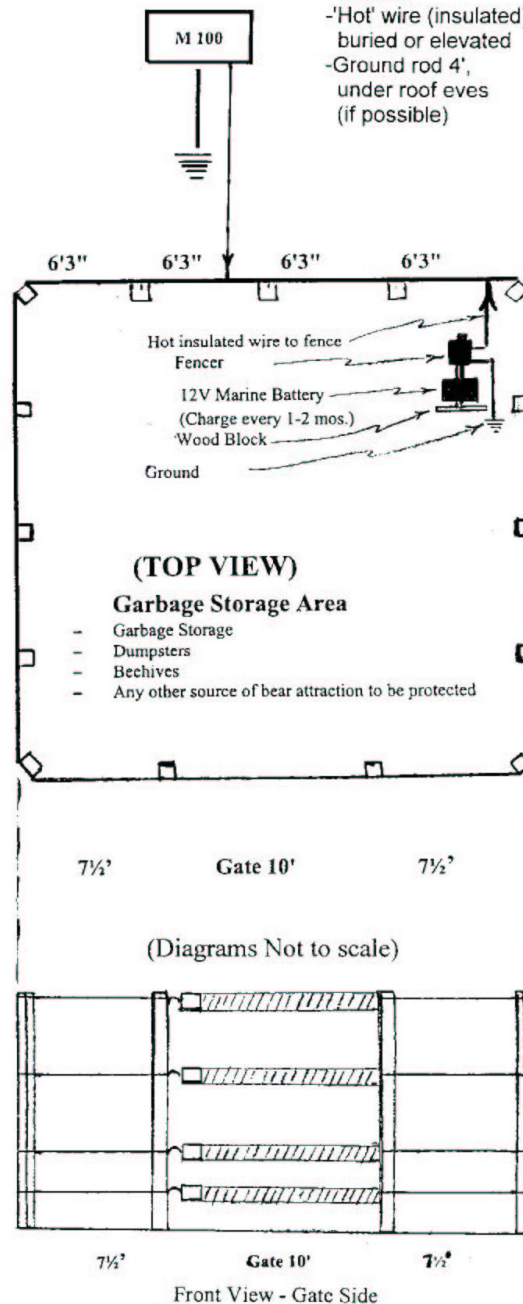 -'Hot' wire (insulated
buried or elevated
-Ground rod 4',
under roof eves
(if possible)
M 100
6'3" 6'3" 6'3" 6'3"
Hot insulated wire to fence
Fencer
12V Marine Battery
(Charge every 1-2 mos.)
Wood Block
Ground
(TOP VIEW)
Garbage Storage Area
- Garbage Storage
- Dumpsters
- Beehives
- Any other source of bear attraction to be protected
7½' Gate 10' 7½'
(Diagrams Not to scale)
7½' Gate 10' 7½'
Front View - Gate Side